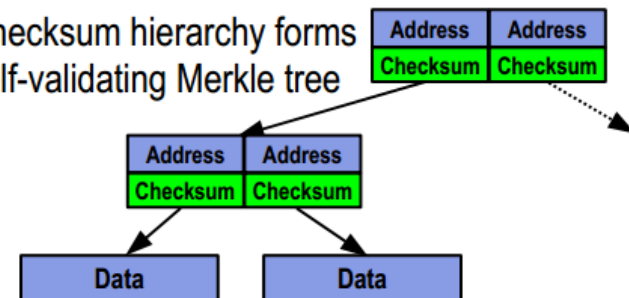 hecksum hierarchy forms
lf-validating Merkle tree
Address Address
Checksum Checksum
Address Address
Checksum Checksum
Data Data